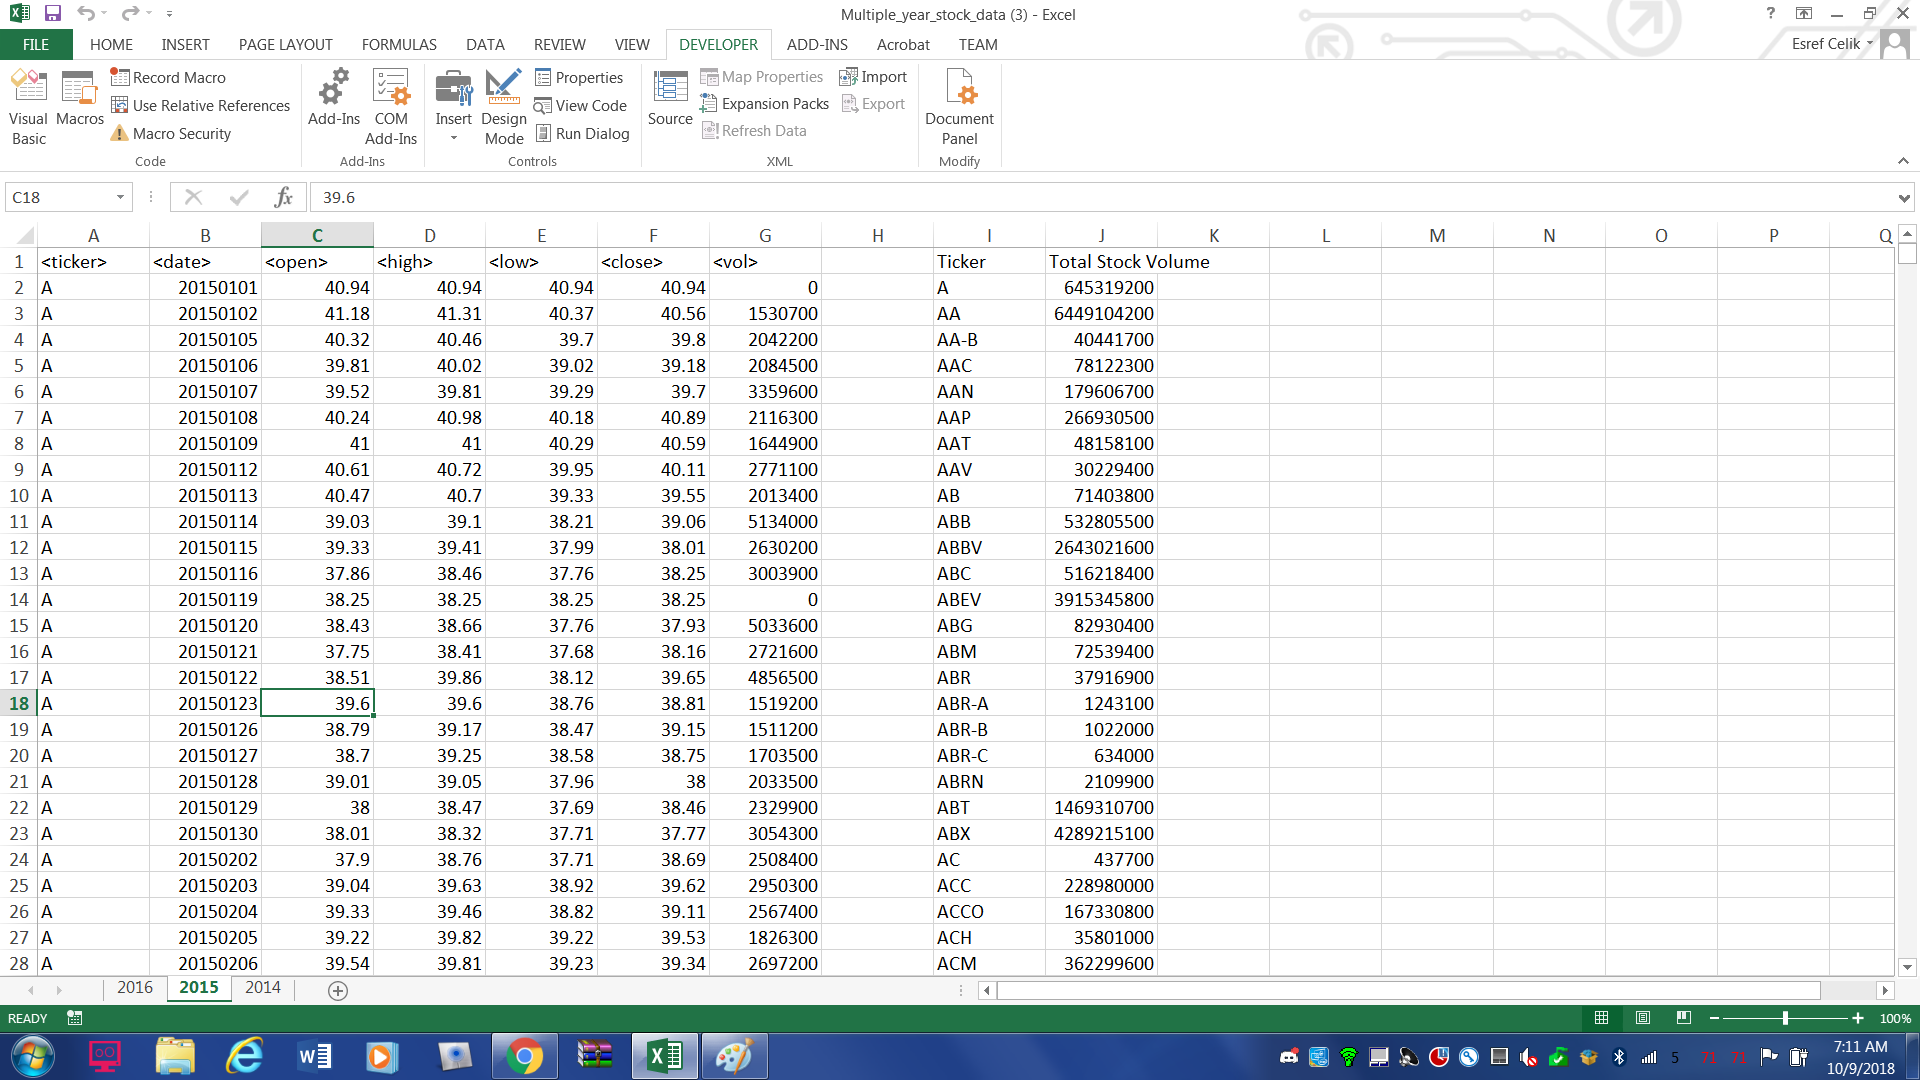 Multiple_year_stock_data (3) - Excel
?
FILE HOME INSERT PAGE LAYOUT FORMULAS DATA REVIEW VIEW DEVELOPER ADD-INS Acrobat TEAM Esref Celik
Visual Basic
Macros
Record Macro
Use Relative References
Macro Security
Code
Add-Ins
COM Add-Ins
Add-Ins
Insert
Design Mode
Properties
View Code
Run Dialog
Controls
Source
Map Properties
Expansion Packs
Refresh Data
Import
Export
XML
Document Panel
Modify
C18 fx 39.6
A B C D E F G H I J K L M N O P Q
1 <ticker> <date> <open> <high> <low> <close> <vol> Ticker Total Stock Volume
2 A 20150101 40.94 40.94 40.94 40.94 0 A 645319200
3 A 20150102 41.18 41.31 40.37 40.56 1530700 AA 6449104200
4 A 20150105 40.32 40.46 39.7 39.8 2042200 AA-B 40441700
5 A 20150106 39.81 40.02 39.02 39.18 2084500 AAC 78122300
6 A 20150107 39.52 39.81 39.29 39.7 3359600 AAN 179606700
7 A 20150108 40.24 40.98 40.18 40.89 2116300 AAP 266930500
8 A 20150109 41 41 40.29 40.59 1644900 AAT 48158100
9 A 20150112 40.61 40.72 39.95 40.11 2771100 AAV 30229400
10 A 20150113 40.47 40.7 39.33 39.55 2013400 AB 71403800
11 A 20150114 39.03 39.1 38.21 39.06 5134000 ABB 532805500
12 A 20150115 39.33 39.41 37.99 38.01 2630200 ABBV 2643021600
13 A 20150116 37.86 38.46 37.76 38.25 3003900 ABC 516218400
14 A 20150119 38.25 38.25 38.25 38.25 0 ABEV 3915345800
15 A 20150120 38.43 38.66 37.76 37.93 5033600 ABG 82930400
16 A 20150121 37.75 38.41 37.68 38.16 2721600 ABM 72539400
17 A 20150122 38.51 39.86 38.12 39.65 4856500 ABR 37916900
18 A 20150123 39.6 39.6 38.76 38.81 1519200 ABR-A 1243100
19 A 20150126 38.79 39.17 38.47 39.15 1511200 ABR-B 1022000
20 A 20150127 38.7 39.25 38.58 38.75 1703500 ABR-C 634000
21 A 20150128 39.01 39.05 37.96 38 2033500 ABRN 2109900
22 A 20150129 38 38.47 37.69 38.46 2329900 ABT 1469310700
23 A 20150130 38.01 38.32 37.71 37.77 3054300 ABX 4289215100
24 A 20150202 37.9 38.76 37.71 38.69 2508400 AC 437700
25 A 20150203 39.04 39.63 38.92 39.62 2950300 ACC 228980000
26 A 20150204 39.33 39.46 38.82 39.11 2567400 ACCO 167330800
27 A 20150205 39.22 39.82 39.22 39.53 1826300 ACH 35801000
28 A 20150206 39.54 39.81 39.23 39.34 2697200 ACM 362299600
2016 2015 2014
READY 100%
5 71 71 7:11 AM
10/9/2018